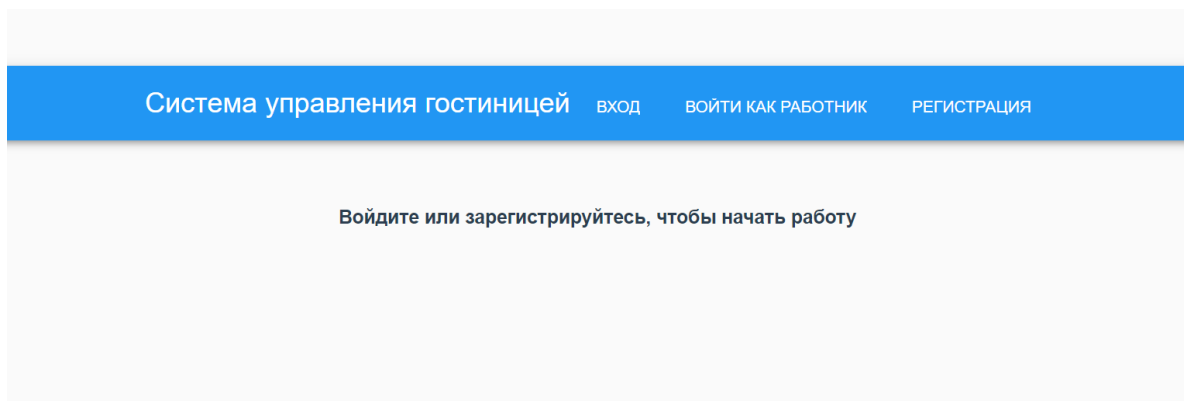 Система управления гостиницей ВХОД ВОЙТИ КАК РАБОТНИК РЕГИСТРАЦИЯ
Войдите или зарегистрируйтесь, чтобы начать работу